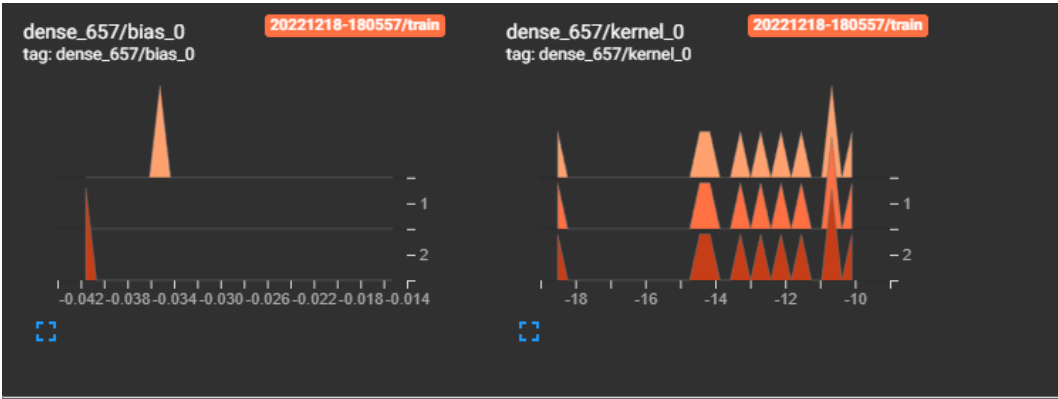 dense_657/bias_0
20221218-180557/train
tag: dense_657/bias_0
1
2
-0.042 -0.038 -0.034 -0.030 -0.026 -0.022 -0.018 -0.014
dense_657/kernel_0
20221218-180557/train
tag: dense_657/kernel_0
1
2
-18 -16 -14 -12 -10